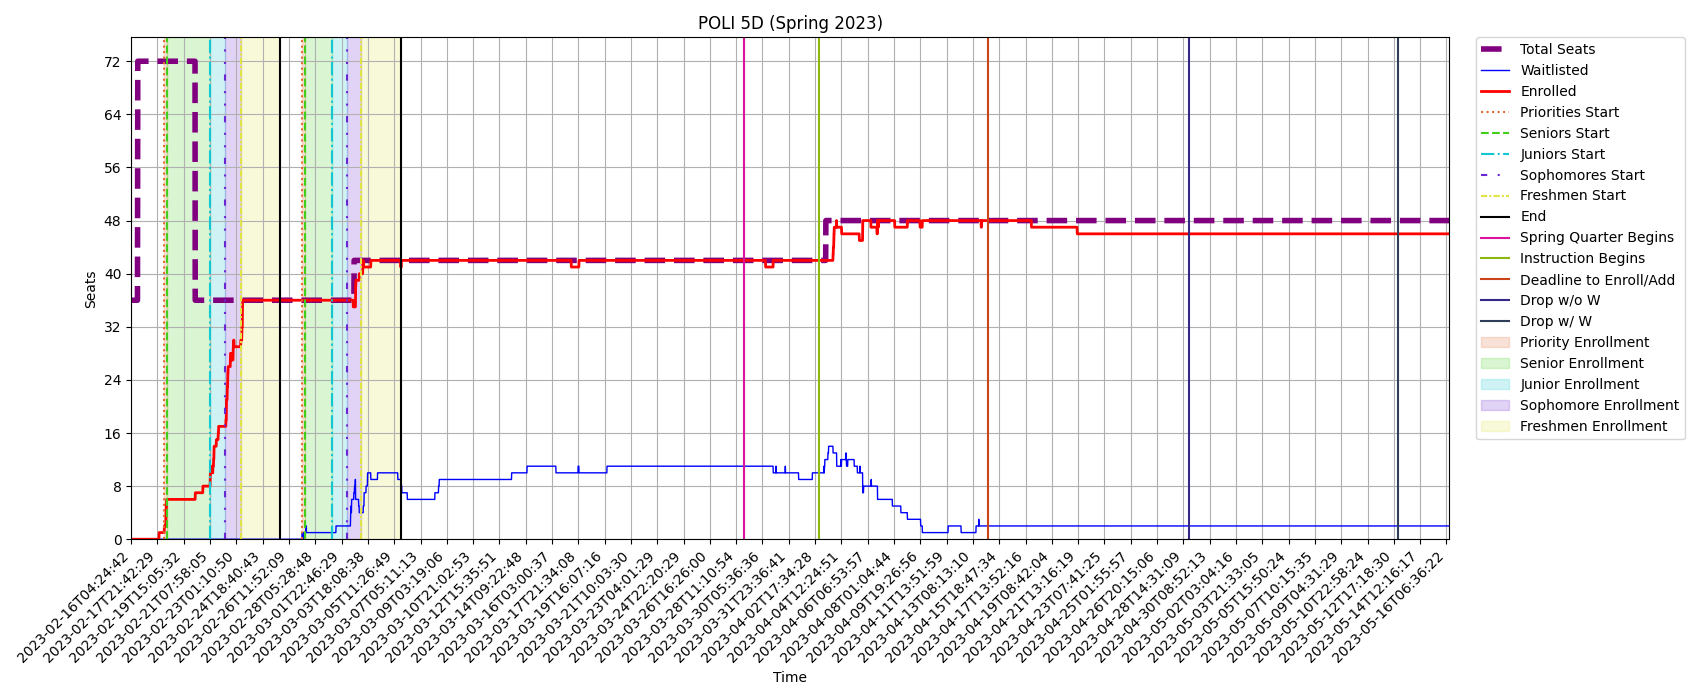 POLI 5D (Spring 2023)
Seats
72
64
56
48
40
32
24
16
8
0
2023-02-16T04:24:42
2023-02-17T21:42:29
2023-02-19T15:05:32
2023-02-21T07:58:05
2023-02-23T01:10:50
2023-02-24T18:40:43
2023-02-26T11:52:09
2023-02-28T05:28:48
2023-03-01T22:46:29
2023-03-03T18:08:38
2023-03-05T11:26:49
2023-03-07T05:11:13
2023-03-09T03:19:06
2023-03-10T21:02:53
2023-03-12T15:35:51
2023-03-14T09:22:48
2023-03-16T03:00:37
2023-03-17T21:34:08
2023-03-19T16:07:16
2023-03-21T10:03:30
2023-03-23T04:01:29
2023-03-24T22:20:29
2023-03-26T16:26:00
2023-03-28T11:10:54
2023-03-30T05:36:36
2023-03-31T23:36:41
2023-04-02T17:34:28
2023-04-04T12:24:51
2023-04-06T06:53:57
2023-04-08T01:04:44
2023-04-09T19:26:56
2023-04-11T13:51:59
2023-04-13T08:13:10
2023-04-15T18:47:34
2023-04-17T13:52:16
2023-04-19T08:42:04
2023-04-21T13:16:19
2023-04-23T07:41:25
2023-04-25T01:55:57
2023-04-26T20:15:06
2023-04-28T14:31:09
2023-04-30T08:52:13
2023-05-02T03:04:16
2023-05-03T21:33:05
2023-05-05T15:50:24
2023-05-07T10:15:35
2023-05-09T04:31:29
2023-05-10T22:58:24
2023-05-12T17:18:30
2023-05-14T12:16:17
2023-05-16T06:36:22
Time
Total Seats
Waitlisted
Enrolled
Priorities Start
Seniors Start
Juniors Start
Sophomores Start
Freshmen Start
End
Spring Quarter Begins
Instruction Begins
Deadline to Enroll/Add
Drop w/o W
Drop w/ W
Priority Enrollment
Senior Enrollment
Junior Enrollment
Sophomore Enrollment
Freshmen Enrollment